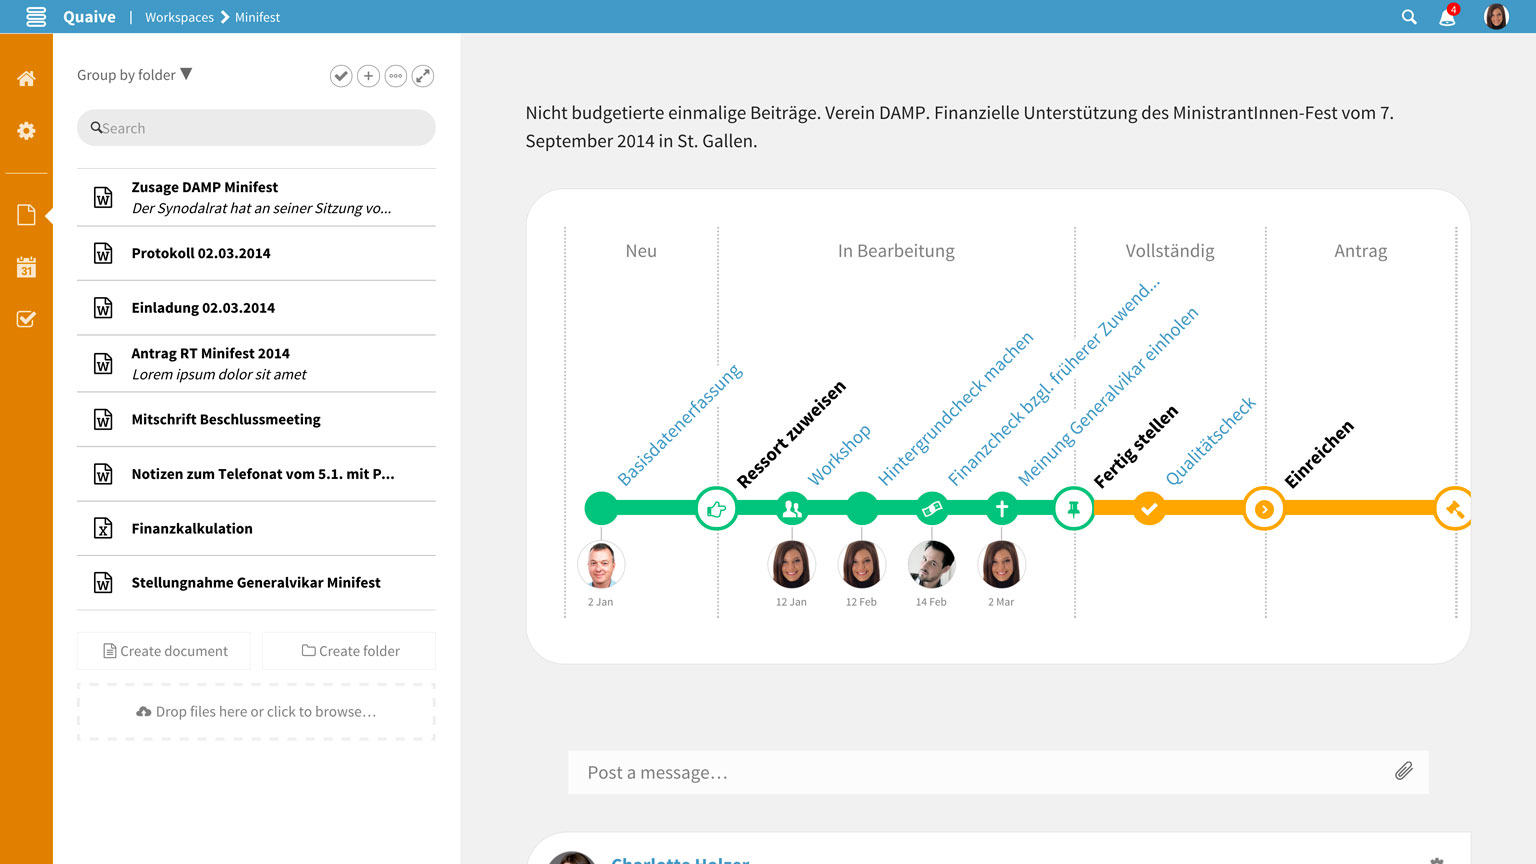 Quaive | Workspaces Minifest
4
Group by folder
Search
Zusage DAMP Minifest
Der Synodalrat hat an seiner Sitzung vo...
Protokoll 02.03.2014
Einladung 02.03.2014
Antrag RT Minifest 2014
Lorem ipsum dolor sit amet
Mitschrift Beschlussmeeting
Notizen zum Telefonat vom 5.1. mit P...
Finanzkalkulation
Stellungnahme Generalvikar Minifest
Create document
Create folder
Drop files here or click to browse…
31
Nicht budgetierte einmalige Beiträge. Verein DAMP. Finanzielle Unterstützung des MinistrantInnen-Fest vom 7.
September 2014 in St. Gallen.
Neu
In Bearbeitung
Vollständig
Antrag
Basisdatenerfassung
Ressort zuweisen
Workshop
Hintergrundcheck machen
Finanzcheck bzgl. früherer Zuwend...
Meinung Generalvikar einholen
Fertig stellen
Qualitätscheck
Einreichen
2 Jan
12 Jan
12 Feb
14 Feb
2 Mar
Post a message…
Charlotte Holzer